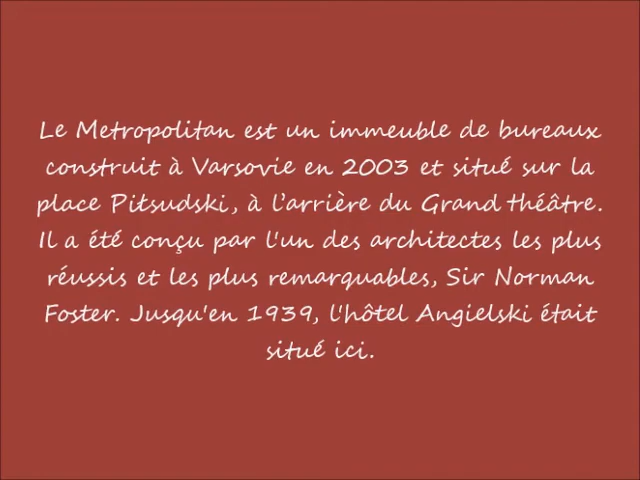 Le Metropolitan est un immeuble de bureaux
construit à Varsovie en 2003 et situé sur la
place Pitsudski, à l'arrière du Grand théâtre.
Il a été conçu par l'un des architectes les plus
réussis et les plus remarquables, Sir Norman
Foster. Jusqu'en 1939, l'hôtel Angielski était
situé ici.